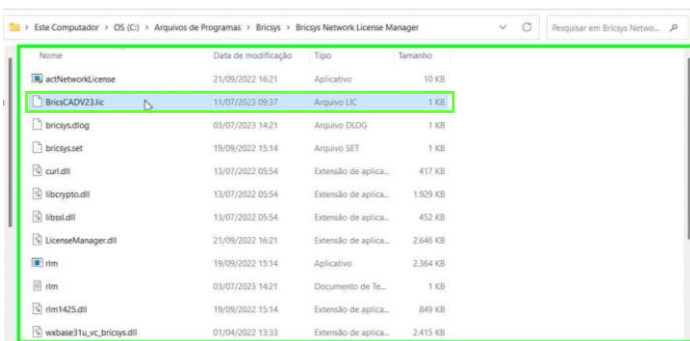 Este Computador > OS (C:) > Arquivos de Programas > Bricsys > Bricsys Network License Manager Pesquisar em Bricsys Netwo...
Nome Data de modificação Tipo Tamanho
actNetworkLicense 21/09/2022 16:21 Aplicativo 10 KB
BricsCADV23.lic 11/07/2023 09:37 Arquivo LIC 1 KB
bricsys.dlog 03/07/2023 14:21 Arquivo DLOG 1 KB
bricsys.set 19/09/2022 15:14 Arquivo SET 1 KB
curl.dll 13/07/2022 05:54 Extensão de aplica... 417 KB
libcrypto.dll 13/07/2022 05:54 Extensão de aplica... 1.929 KB
libssl.dll 13/07/2022 05:54 Extensão de aplica... 452 KB
LicenseManager.dll 21/09/2022 16:21 Extensão de aplica... 2.646 KB
rlm 19/09/2022 15:14 Aplicativo 2.364 KB
rlm 03/07/2023 14:21 Documento de Te... 1 KB
rlm1425.dll 19/09/2022 15:14 Extensão de aplica... 849 KB
wxbase31u_vc_bricsys.dll 01/04/2022 13:33 Extensão de aplica... 2.415 KB